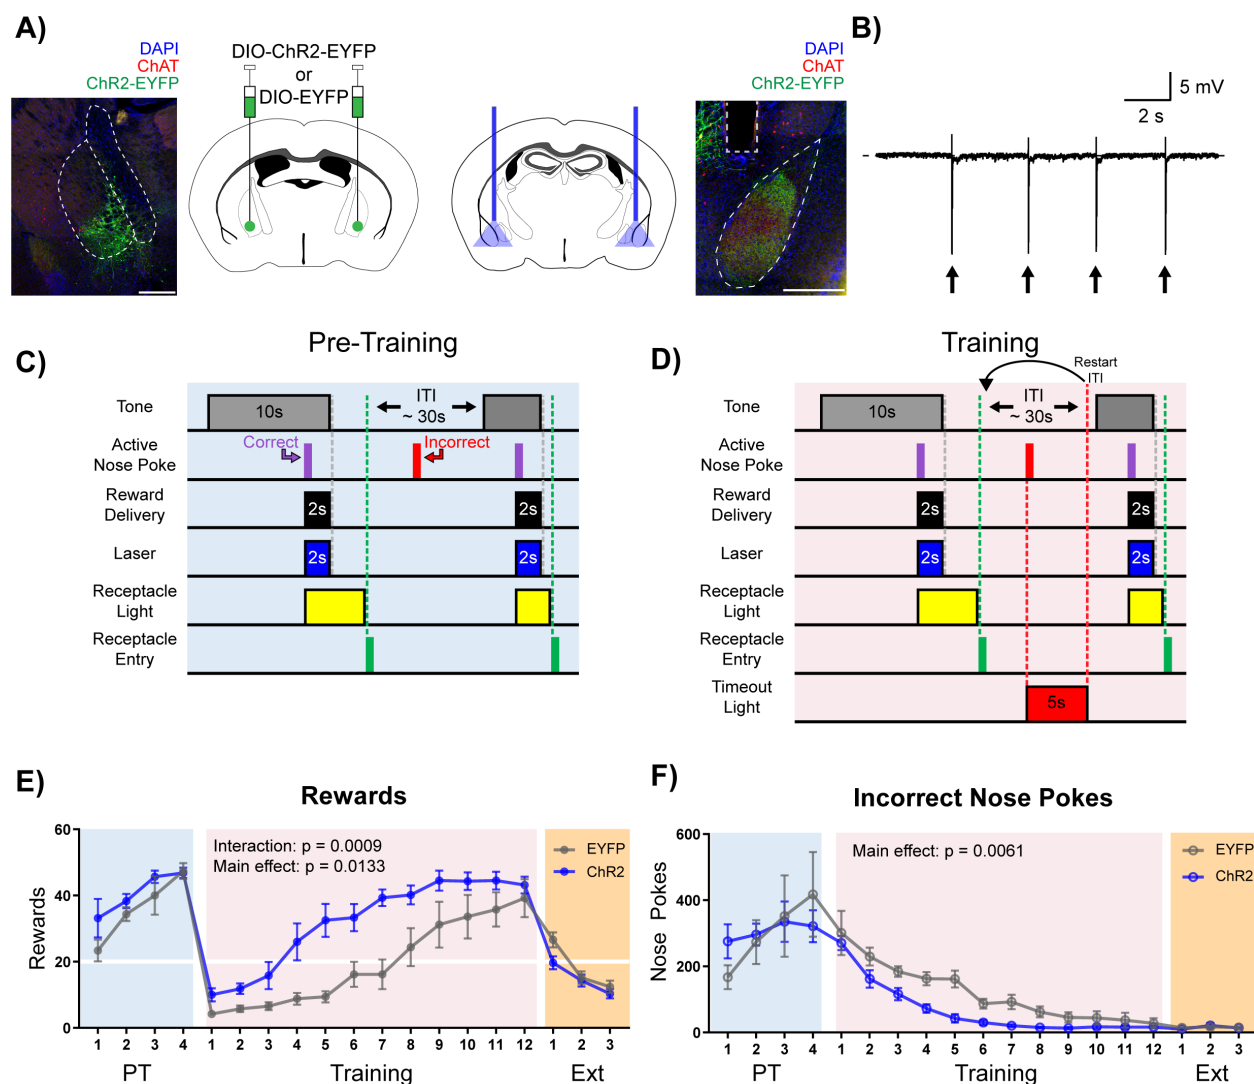 A)
DAPI
ChAT
ChR2-EYFP
DIO-ChR2-EYFP
or
DIO-EYFP
DAPI
ChAT
ChR2-EYFP
B)
5 mV
2 s
C)
Pre-Training
Tone
10s
ITI
~ 30s
Active
Nose Poke
Correct
Incorrect
Reward
Delivery
2s
2s
Laser
2s
2s
Receptacle
Light
Receptacle
Entry
D)
Training
Restart
ITI
Tone
10s
ITI
~ 30s
Active
Nose Poke
Reward
Delivery
2s
2s
Laser
2s
2s
Receptacle
Light
Receptacle
Entry
Timeout
Light
5s
E)
Rewards
Interaction: p = 0.0009
Main effect: p = 0.0133
EYFP
ChR2
Rewards
60
40
20
0
1 2 3 4 1 2 3 4 5 6 7 8 9 10 11 12 1 2 3
PT Training Ext
F)
Incorrect Nose Pokes
Main effect: p = 0.0061
EYFP
ChR2
Nose Pokes
600
400
200
0
1 2 3 4 1 2 3 4 5 6 7 8 9 10 11 12 1 2 3
PT Training Ext